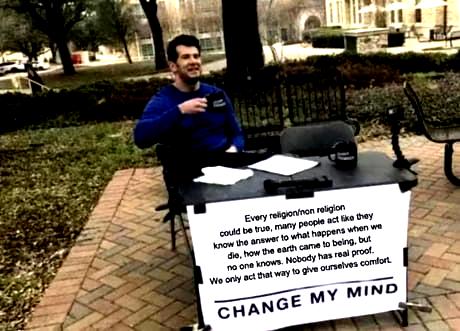 Every religion/non religion
could be true, many people act like they
know the answer to what happens when we
die, how the earth came to being, but
no one knows. Nobody has real proof.
We only act that way to give ourselves comfort.
CHANGE MY MIND